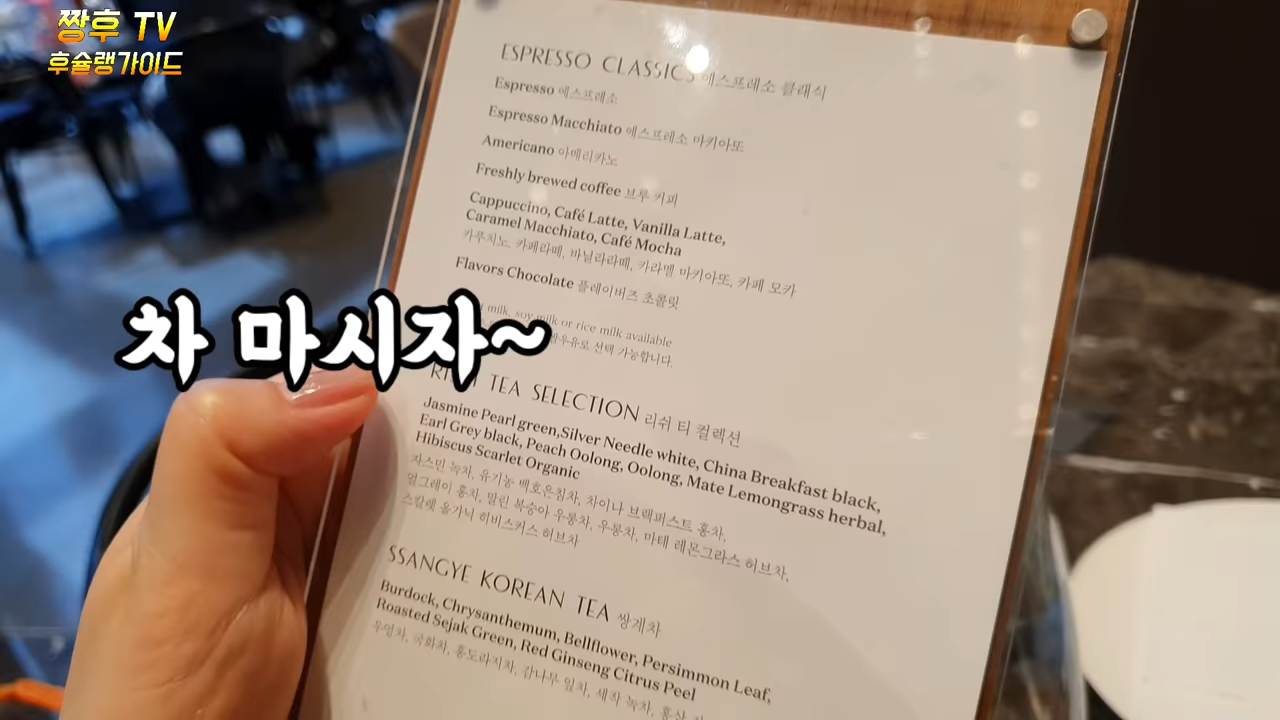 짱후 TV
후슐랭가이드
ESPRESSO CLASSICS 에스프레소 클래식
Espresso 에스프레소
Espresso Macchiato 에스프레소 마키아또
Americano 아메리카노
Freshly brewed coffee 브루 커피
Cappuccino, Café Latte, Vanilla Latte,
Caramel Macchiato, Café Mocha
카푸치노, 카페라떼, 바닐라라떼, 카라멜 마키아또, 카페 모카
Flavors Chocolate 플레이버즈 초콜릿
milk, soy milk or rice milk available
선택 가능합니다.
차 마시자~
TEA SELECTION 리쉬 티 컬렉션
Jasmine Pearl green,Silver Needle white, China Breakfast black,
Earl Grey black, Peach Oolong, Oolong, Mate Lemongrass herbal,
Hibiscus Scarlet Organic
자스민 녹차, 유기농 백호은침차, 차이나 브랙퍼스트 홍차,
얼그레이 홍차, 말린 복숭아 우롱차, 우롱차, 마테 레몬그라스 허브차,
스칼렛 올가닉 히비스커스 허브차
SSANGYE KOREAN TEA 쌍계차
Burdock, Chrysanthemum, Bellflower, Persimmon Leaf,
Roasted Sejak Green, Red Ginseng Citrus Peel
우엉차, 국화차, 홍도라지차, 감나무 잎차, 세작 녹차, 홍삼